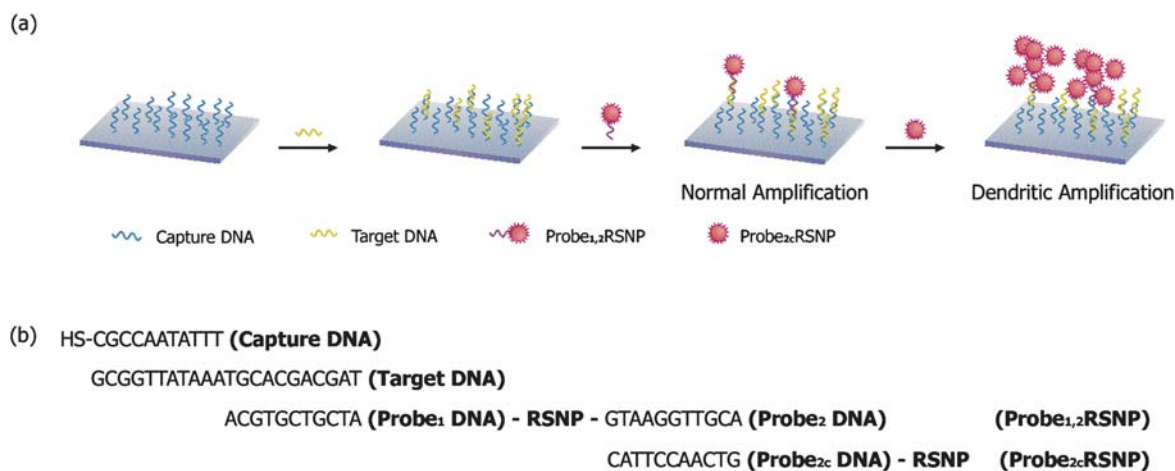 (a)
Normal Amplification
Dendritic Amplification
Capture DNA
Target DNA
Probe1,2RSNP
Probe2cRSNP
(b) HS-CGCCAATATTT (Capture DNA)
GCGGTTATAAATGCACGACGAT (Target DNA)
ACGTGCTGCTA (Probe1 DNA) - RSNP - GTAAGGTTGCA (Probe2 DNA) (Probe1,2RSNP)
CATTCCAACTG (Probe2c DNA) - RSNP (Probe2cRSNP)